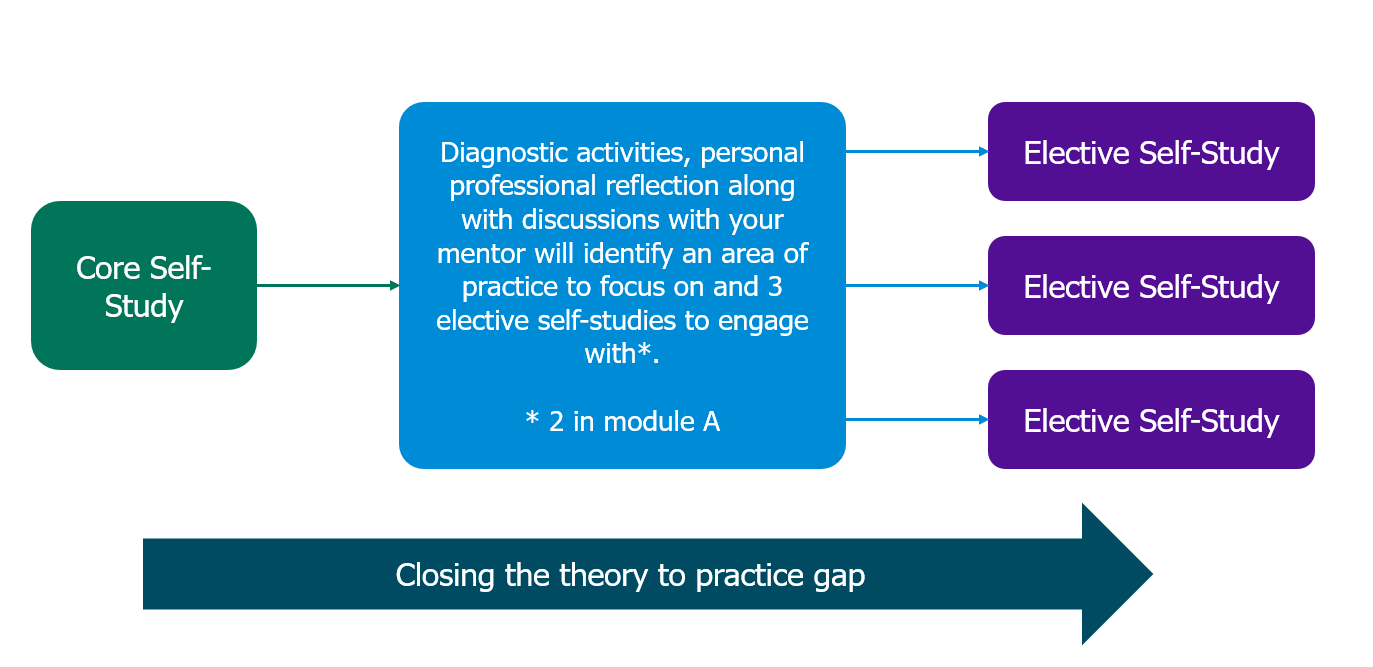 Core Self-
Study
Diagnostic activities, personal
professional reflection along
with discussions with your
mentor will identify an area of
practice to focus on and 3
elective self-studies to engage
with*.
* 2 in module A
Elective Self-Study
Elective Self-Study
Elective Self-Study
Closing the theory to practice gap